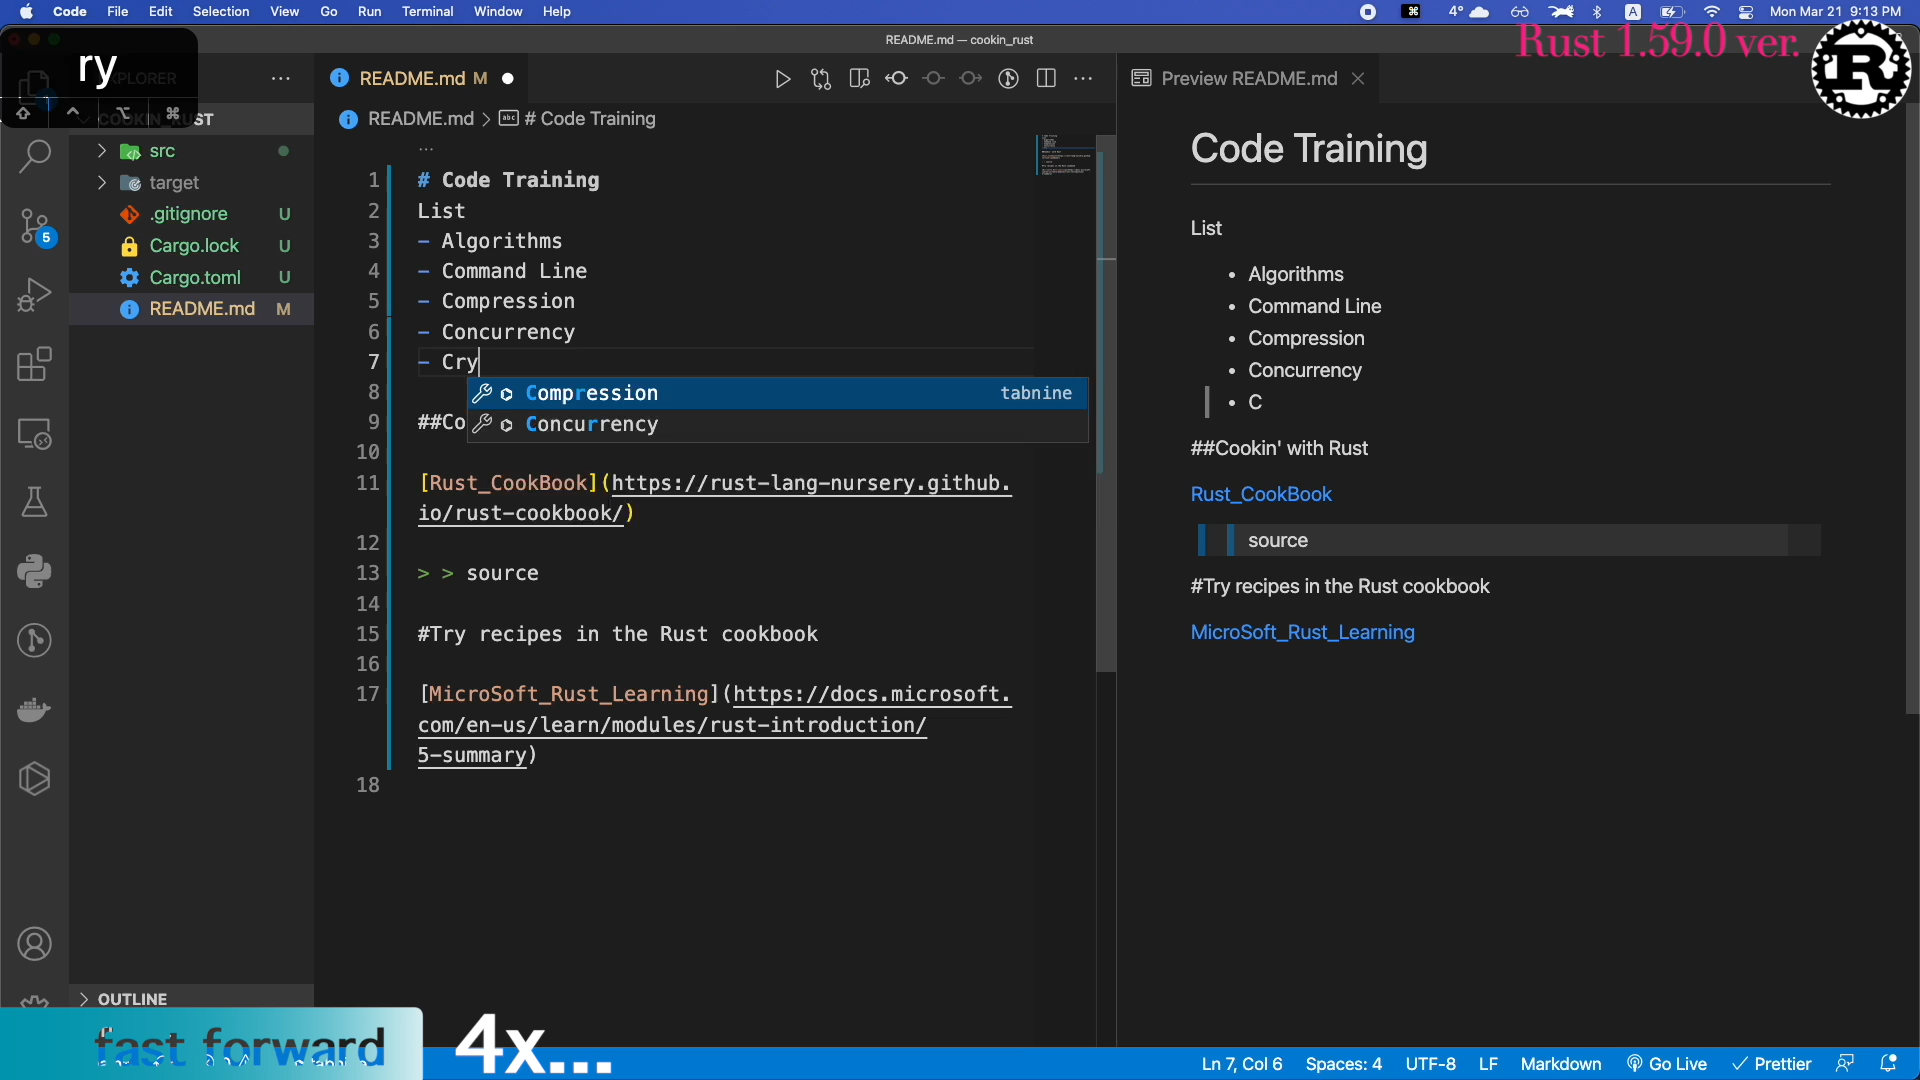 Code File Edit Selection View Go Run Terminal Window Help
4° A Mon Mar 21 9:13 PM
README.md — cookin_rust
Rust 1.59.0 ver.
R
ry
EXPLORER
README.md M
Preview README.md
COOKIN_RUST
README.md > # Code Training
src
target
.gitignore U
Cargo.lock U
Cargo.toml U
README.md M
5
1 # Code Training
2 List
3 - Algorithms
4 - Command Line
5 - Compression
6 - Concurrency
7 - Cry
Compression tabnine
Concurrency
8
9 ##Co
10
11 [Rust_CookBook](https://rust-lang-nursery.github.
io/rust-cookbook/)
12
13 > > source
14
15 #Try recipes in the Rust cookbook
16
17 [MicroSoft_Rust_Learning](https://docs.microsoft.
com/en-us/learn/modules/rust-introduction/
5-summary)
18
Code Training
List
• Algorithms
• Command Line
• Compression
• Concurrency
• C
##Cookin' with Rust
Rust_CookBook
source
#Try recipes in the Rust cookbook
MicroSoft_Rust_Learning
OUTLINE
fast forward 4x...
Ln 7, Col 6 Spaces: 4 UTF-8 LF Markdown Go Live Prettier